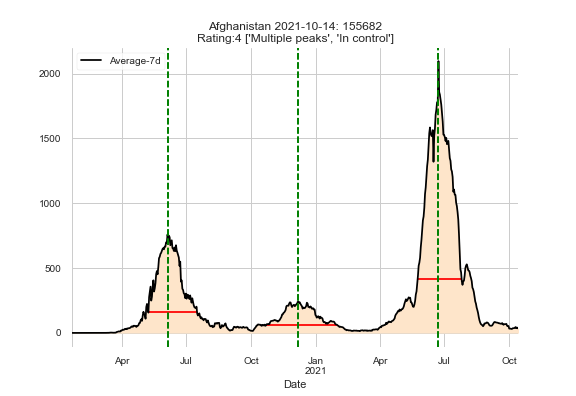 Afghanistan 2021-10-14: 155682
Rating:4 ['Multiple peaks', 'In control']
Average-7d
2000
1500
1000
500
0
Apr Jul Oct Jan Apr Jul Oct
2021
Date